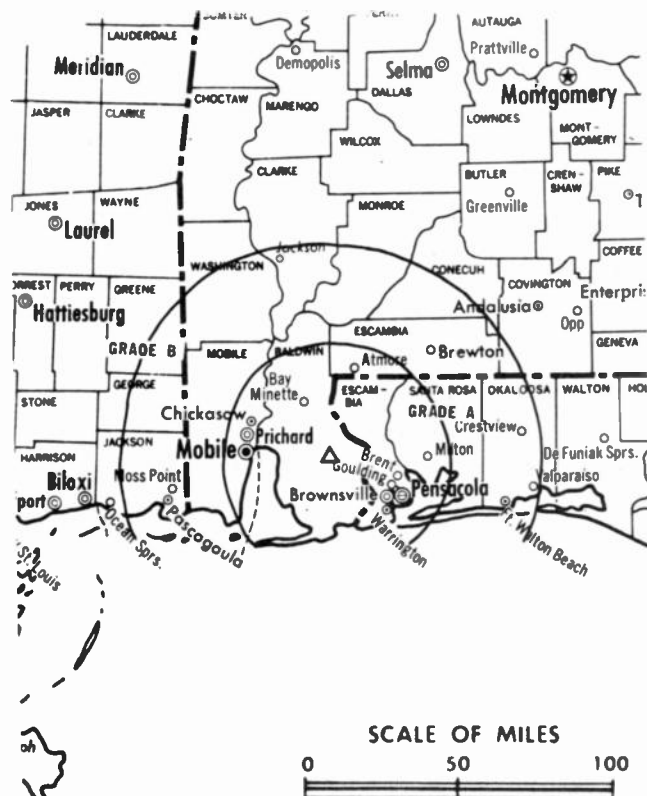 SUMTER
PERRY
AUTAUGA
LAUDERDALE
Prattville
Demopolis
Meridian
Selma
Montgomery
CHOCTAW
MARENGO
DALLAS
JASPER
CLARKE
LOWNDES
MONT-
GOMERY
WILCOX
CLARKE
BUTLER
CREN-
SHAW
PIKE
JONES
WAYNE
MONROE
Greenville
T
Laurel
COFFEE
Jackson
WASHINGTON
CONECUH
COVINGTON
ORREST
PERRY
GREENE
Andalusia
Enterpris
Hattiesburg
Opp
ESCAMBIA
GRADE B
MOBILE
BALDWIN
Brewton
GENEVA
Atmore
GEORGE
Bay
Minette
ESCAM-
BIA
SANTA ROSA
OKALOOSA
WALTON
HOL
STONE
GRADE A
Chickasaw
Crestview
Prichard
JACKSON
Mobile
Milton
De Funiak Sprs.
HARRISON
Brent
Goulding
Moss Point
Valparaiso
Biloxi
Brownsville
Pensacola
port
Ocean Sprs.
Pascagoula
Warrington
Ft. Walton Beach
St. Louis
ph
SCALE OF MILES
0 50 100